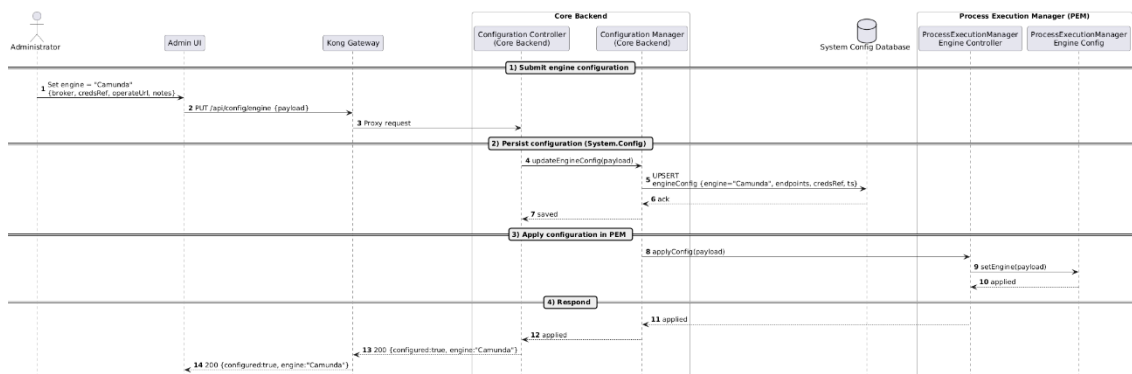 Core Backend
Process Execution Manager (PEM)
Administrator
Admin UI
Kong Gateway
Configuration Controller
(Core Backend)
Configuration Manager
(Core Backend)
System Config Database
ProcessExecutionManager
Engine Controller
ProcessExecutionManager
Engine Config
1) Submit engine configuration
1 Set engine = "Camunda"
{broker, credsRef, operateUrl, notes}
2 PUT /api/config/engine {payload}
3 Proxy request
2) Persist configuration (System.Config)
4 updateEngineConfig(payload)
5 UPSERT
engineConfig {engine="Camunda", endpoints, credsRef, ts}
6 ack
7 saved
3) Apply configuration in PEM
8 applyConfig(payload)
9 setEngine(payload)
10 applied
4) Respond
11 applied
12 applied
13 200 {configured:true, engine:"Camunda"}
14 200 {configured:true, engine:"Camunda"}